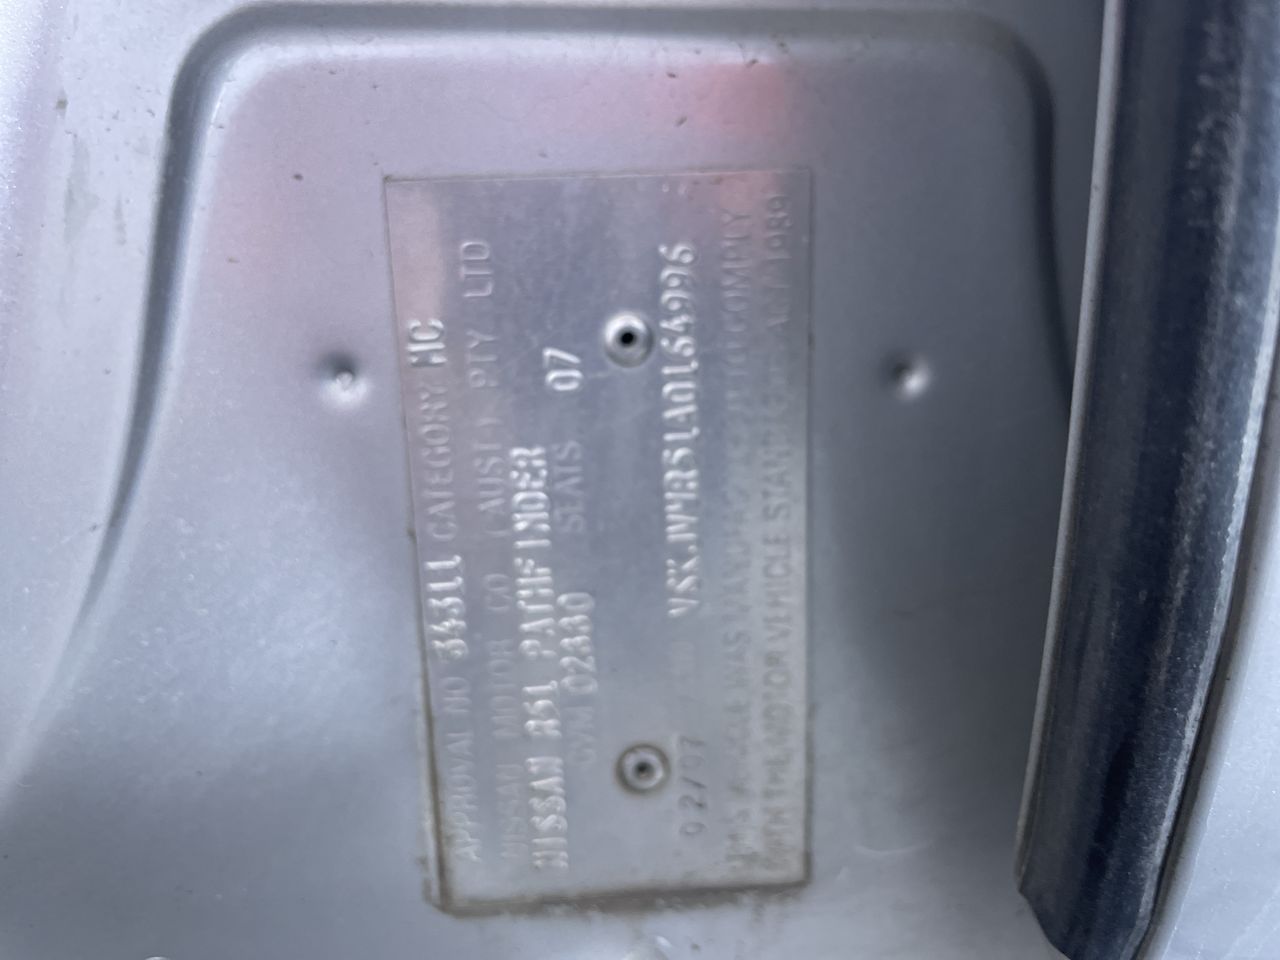 APPROVAL NO 34311 CATEGORY MC
NISSAN MOTOR CO (AUST) PTY LTD
NISSAN R51 PATHFINDER
GVM 02880 SEATS 07
02/07 VIN VSKJVWR51A0164996
THIS VEHICLE WAS MANUFACTURED TO COMPLY
WITH THE MOTOR VEHICLE STANDARDS ACT 1989